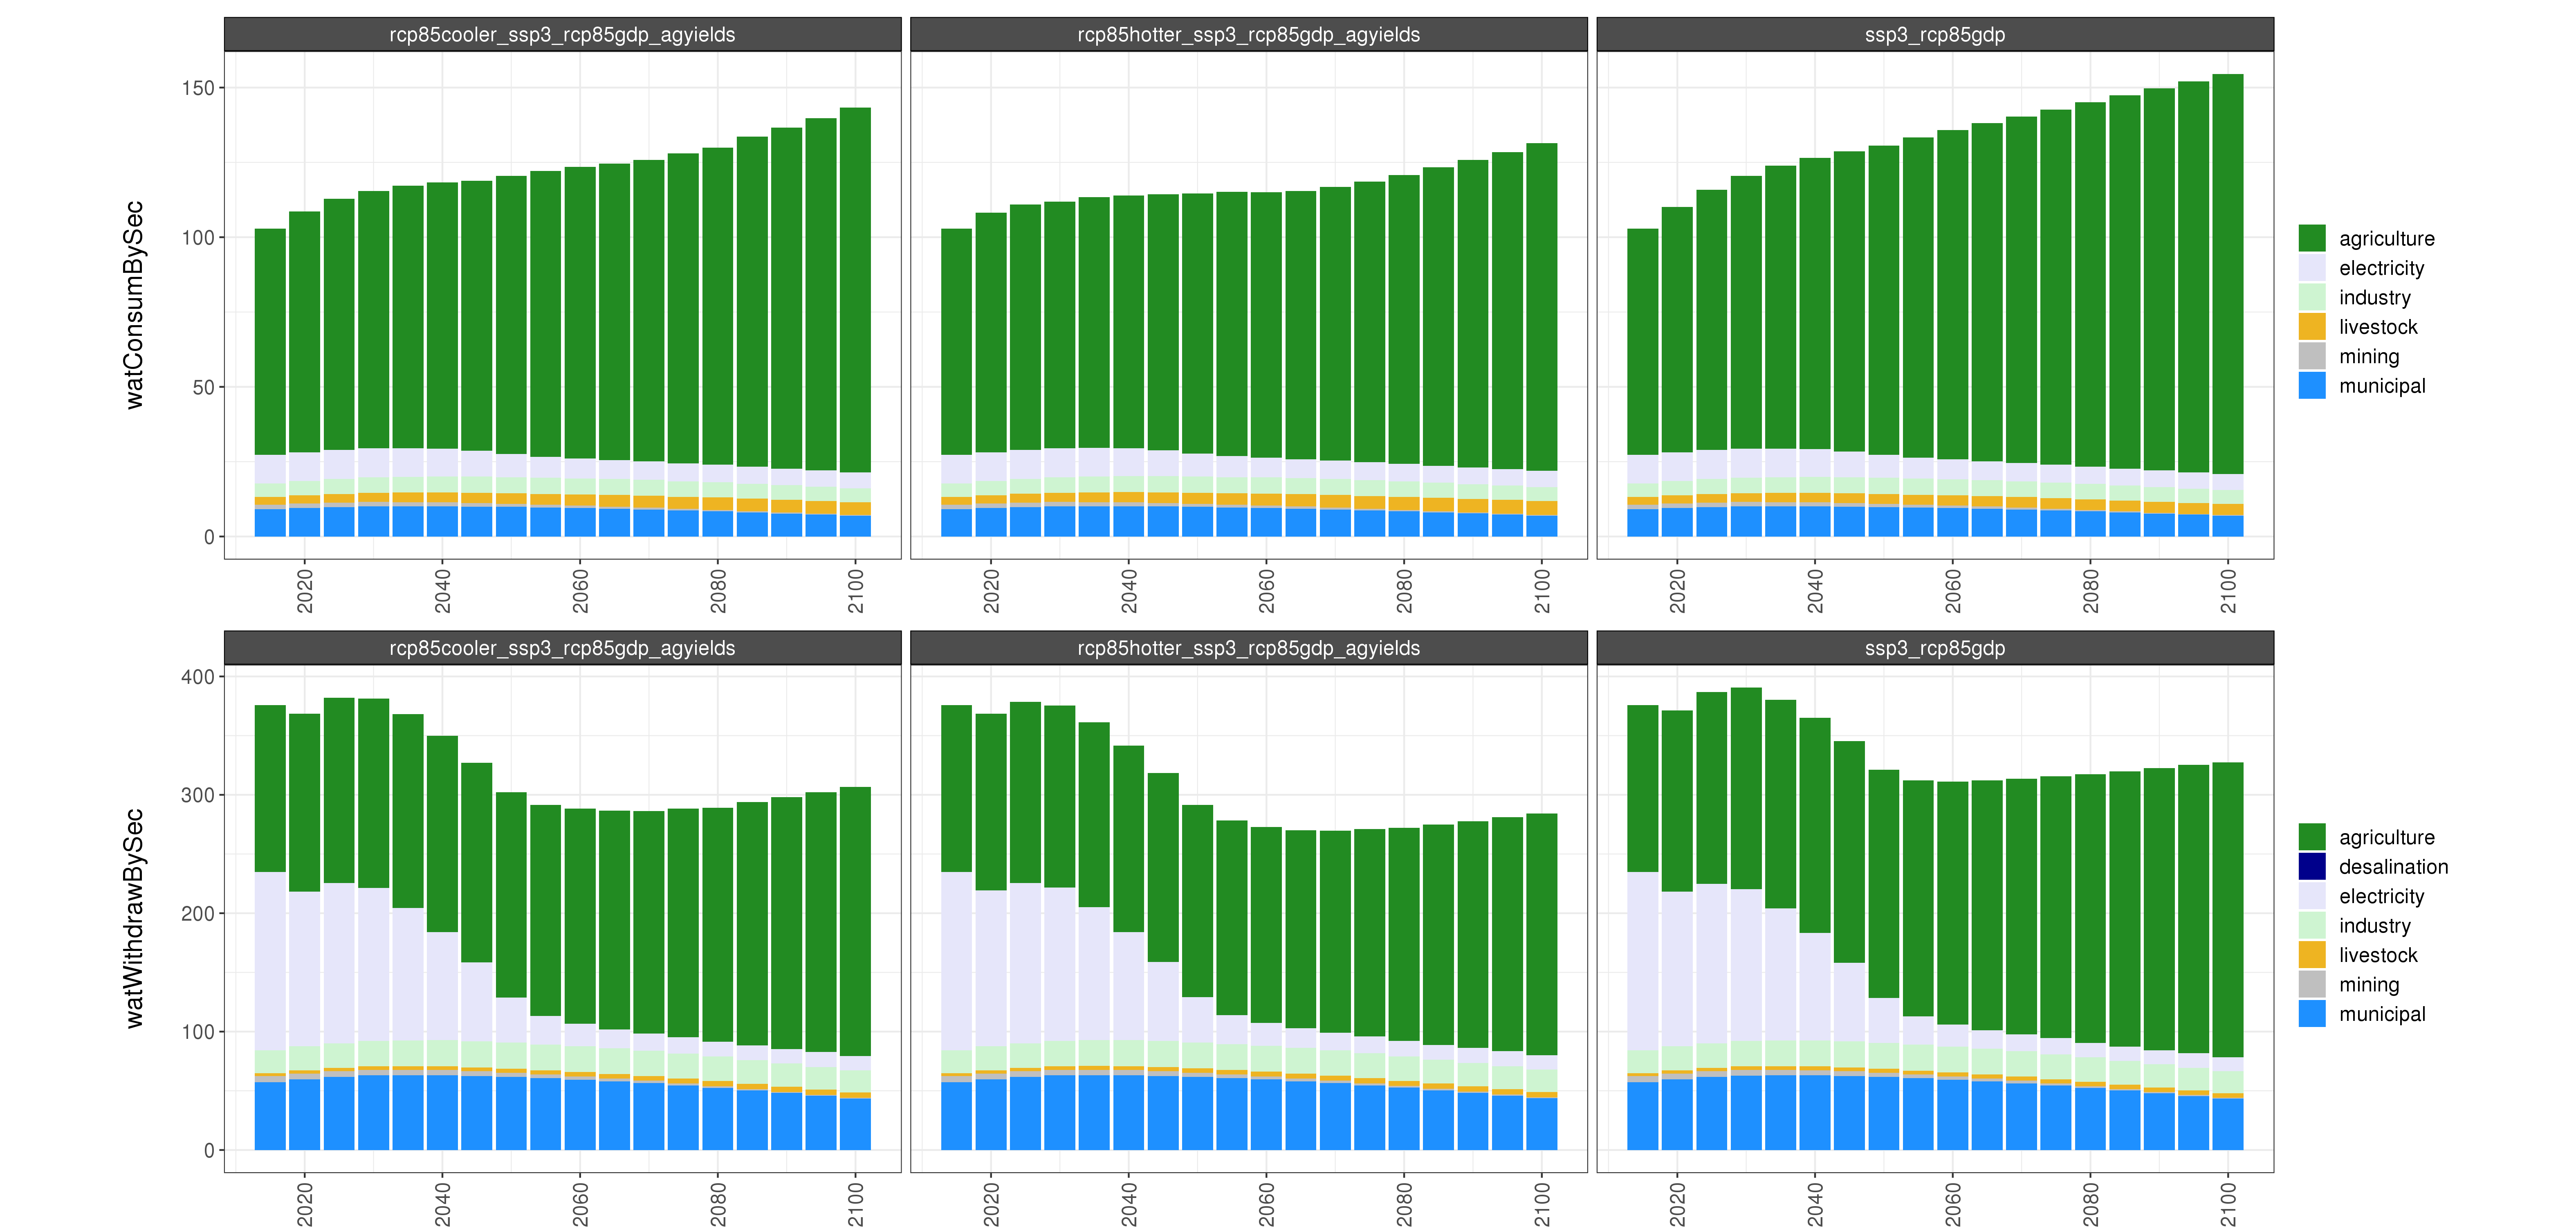 rcp85cooler_ssp3_rcp85gdp_agyields
rcp85hotter_ssp3_rcp85gdp_agyields
ssp3_rcp85gdp
watConsumBySec
150
100
50
0
2020
2040
2060
2080
2100
2020
2040
2060
2080
2100
2020
2040
2060
2080
2100
agriculture
electricity
industry
livestock
mining
municipal
rcp85cooler_ssp3_rcp85gdp_agyields
rcp85hotter_ssp3_rcp85gdp_agyields
ssp3_rcp85gdp
watWithdrawBySec
400
300
200
100
0
2020
2040
2060
2080
2100
2020
2040
2060
2080
2100
2020
2040
2060
2080
2100
agriculture
desalination
electricity
industry
livestock
mining
municipal